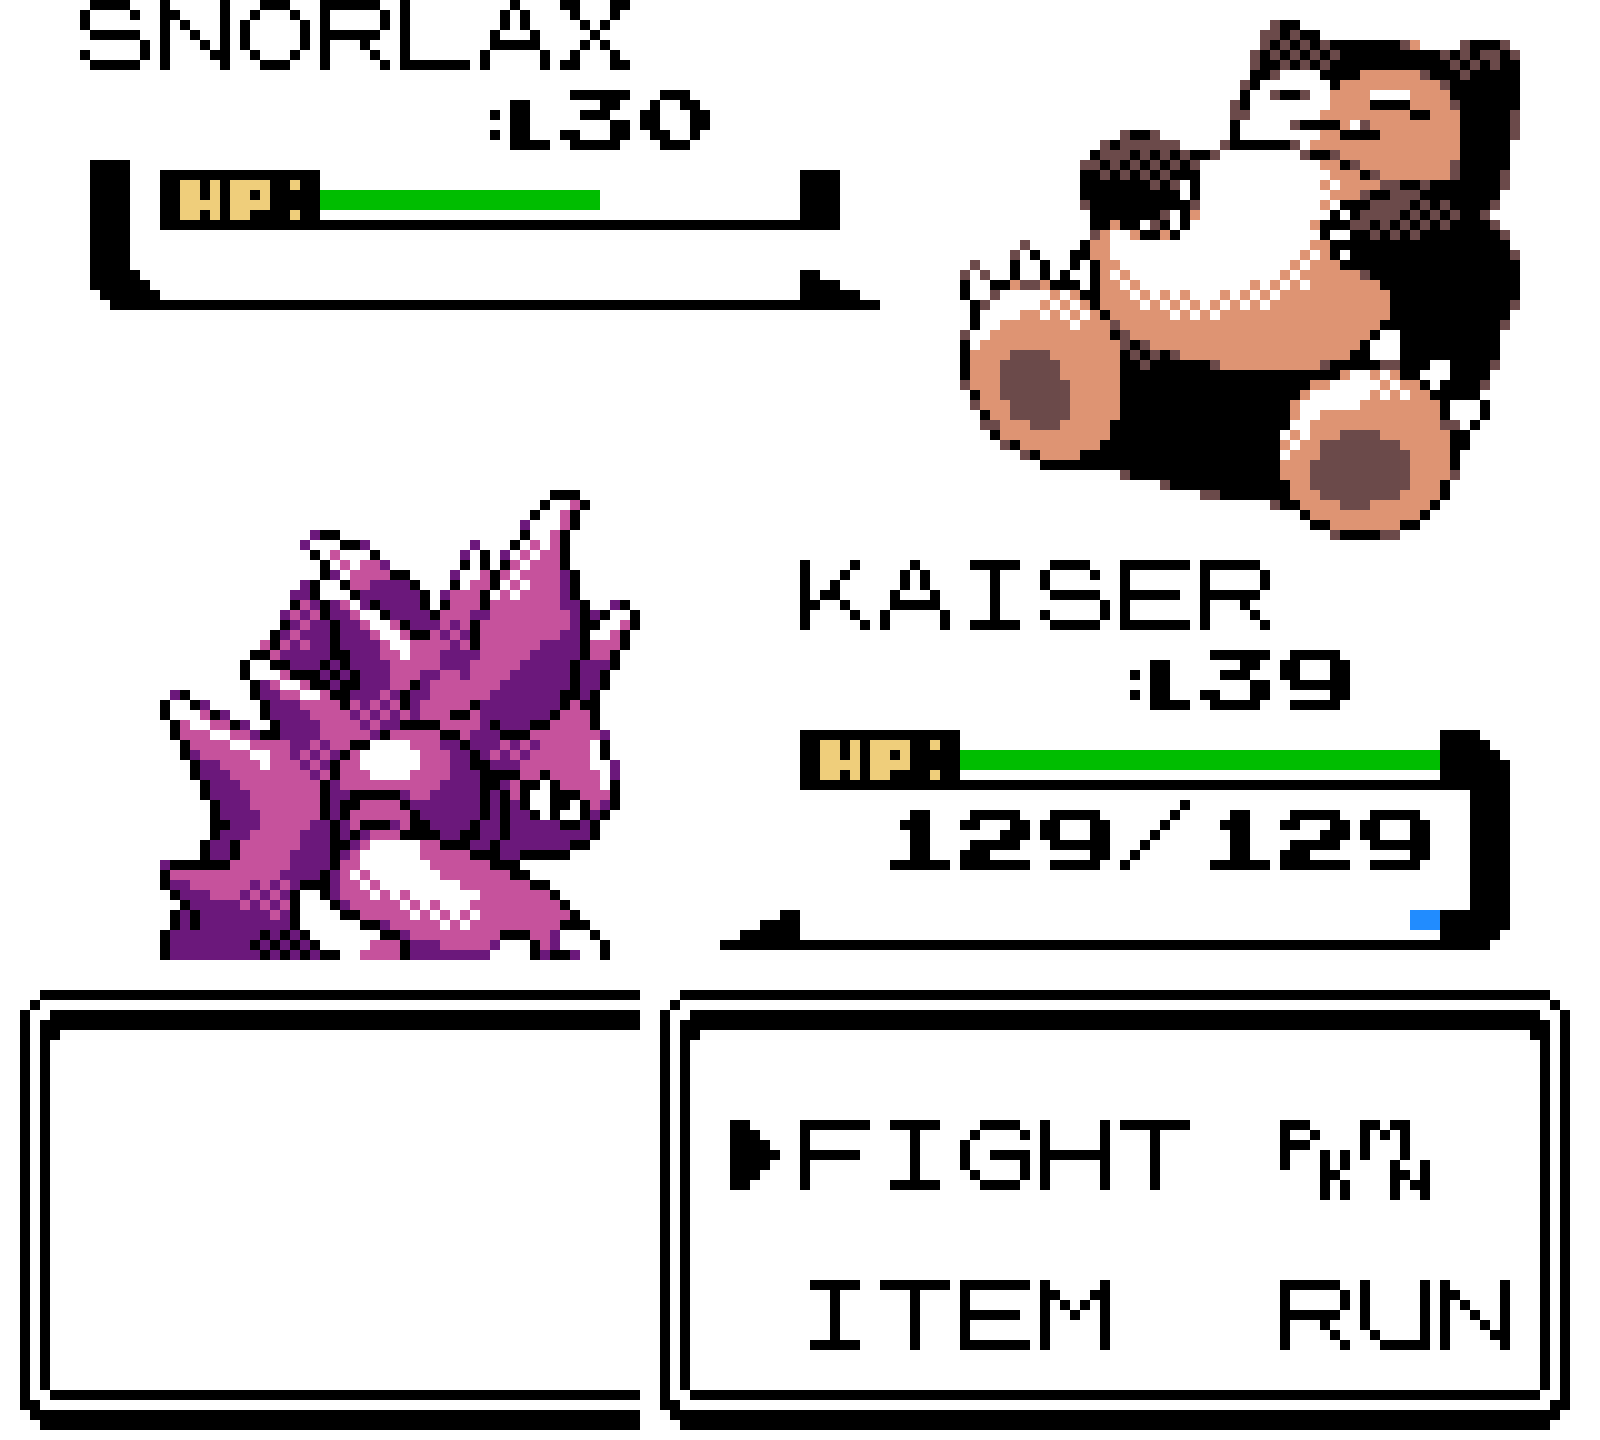 SNORLAX
:L30
HP:
KAISER
:L39
HP:
129/129
▶FIGHT PKMN
ITEM RUN